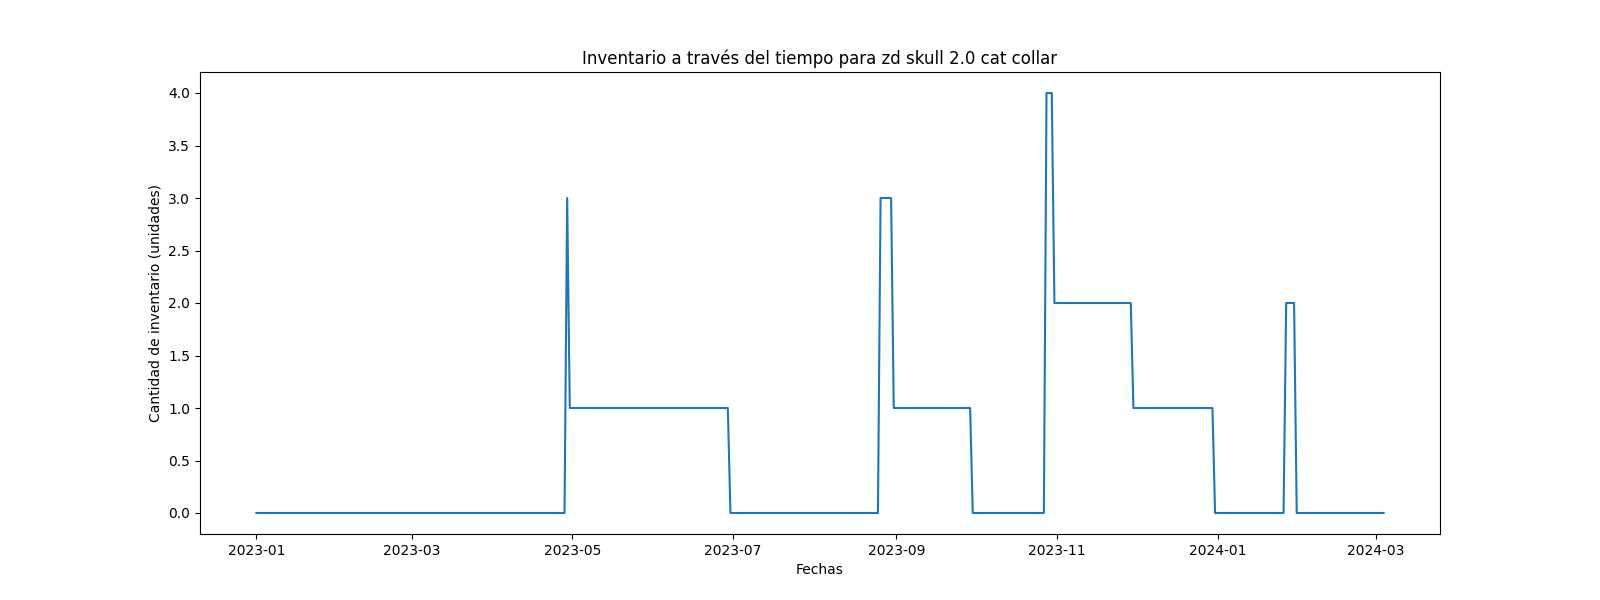 Inventario a través del tiempo para zd skull 2.0 cat collar
Cantidad de inventario (unidades)
4.0
3.5
3.0
2.5
2.0
1.5
1.0
0.5
0.0
2023-01 2023-03 2023-05 2023-07 2023-09 2023-11 2024-01 2024-03
Fechas